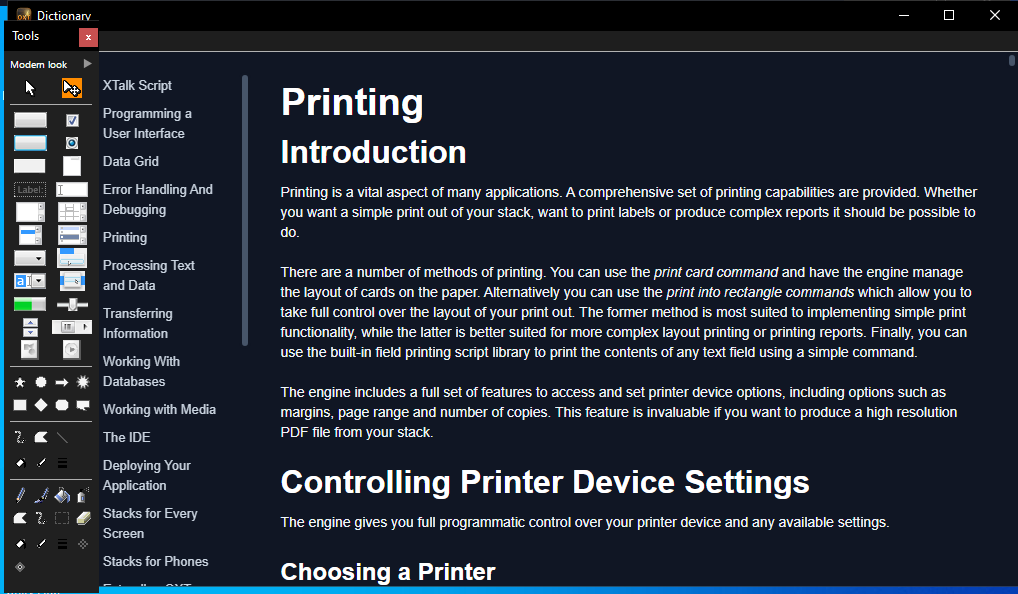 Dictionary
Tools
Modern look
Label:
XTalk Script
Programming a
User Interface
Data Grid
Error Handling And
Debugging
Printing
Processing Text
and Data
Transferring
Information
Working With
Databases
Working with Media
The IDE
Deploying Your
Application
Stacks for Every
Screen
Stacks for Phones
Printing
Introduction
Printing is a vital aspect of many applications. A comprehensive set of printing capabilities are provided. Whether
you want a simple print out of your stack, want to print labels or produce complex reports it should be possible to
do.
There are a number of methods of printing. You can use the print card command and have the engine manage
the layout of cards on the paper. Alternatively you can use the print into rectangle commands which allow you to
take full control over the layout of your print out. The former method is most suited to implementing simple print
functionality, while the latter is better suited for more complex layout printing or printing reports. Finally, you can
use the built-in field printing script library to print the contents of any text field using a simple command.
The engine includes a full set of features to access and set printer device options, including options such as
margins, page range and number of copies. This feature is invaluable if you want to produce a high resolution
PDF file from your stack.
Controlling Printer Device Settings
The engine gives you full programmatic control over your printer device and any available settings.
Choosing a Printer